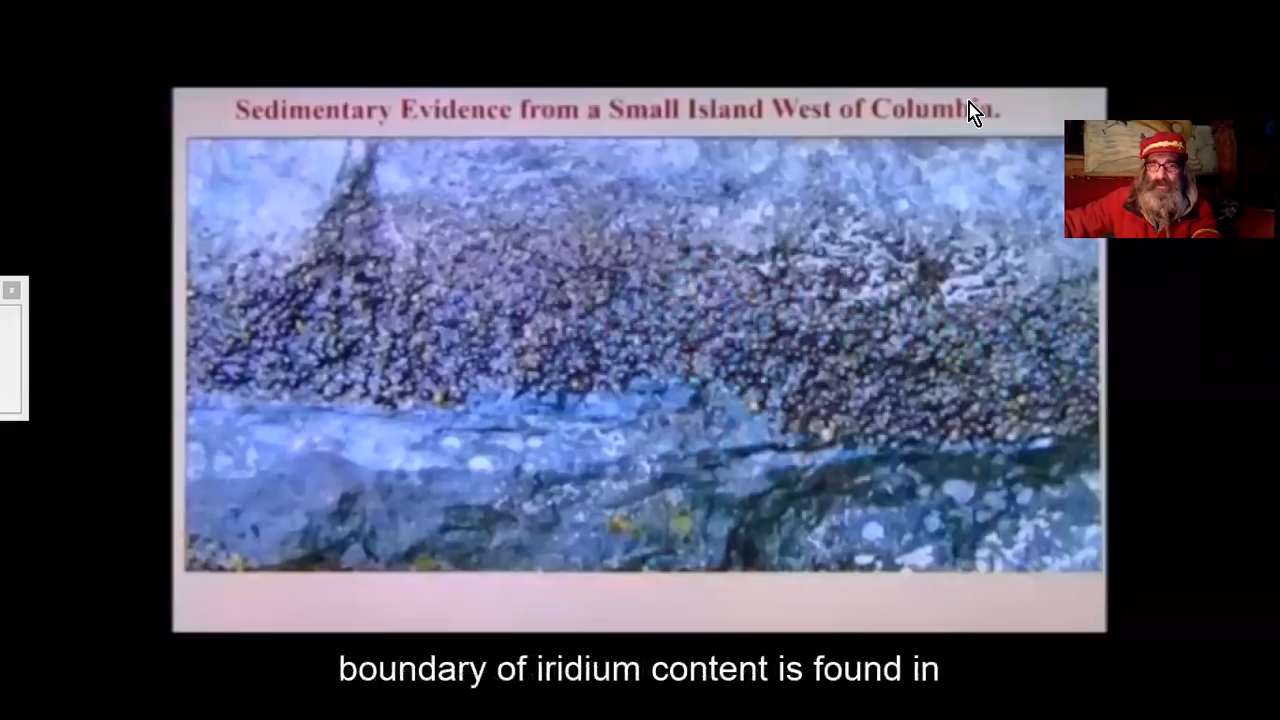 Sedimentary Evidence from a Small Island West of Columbia.
x
boundary of iridium content is found in